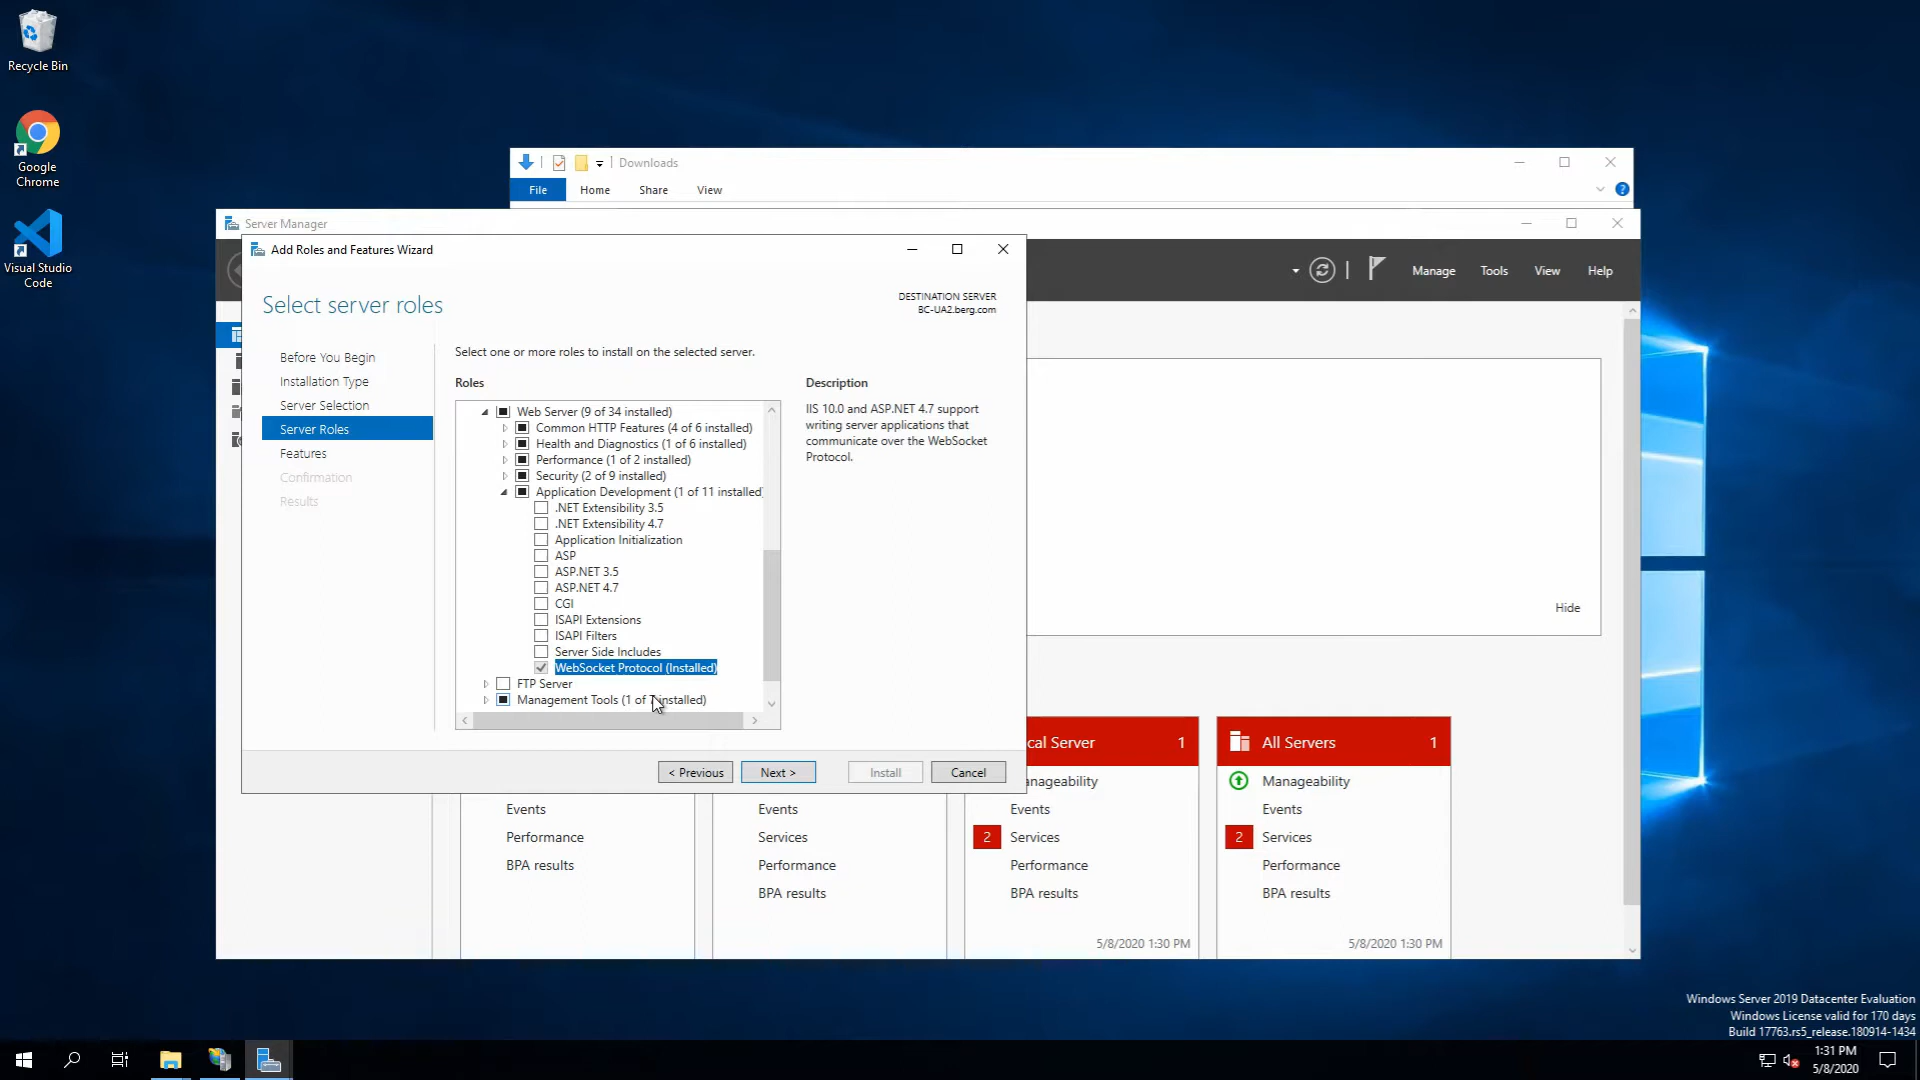 Recycle Bin
Google
Chrome
Visual Studio
Code
Downloads
File
Home
Share
View
Server Manager
Manage
Tools
View
Help
Add Roles and Features Wizard
Select server roles
DESTINATION SERVER
BC-UA2.berg.com
Before You Begin
Installation Type
Server Selection
Server Roles
Features
Confirmation
Results
Select one or more roles to install on the selected server.
Roles
Web Server (9 of 34 installed)
Common HTTP Features (4 of 6 installed)
Health and Diagnostics (1 of 6 installed)
Performance (1 of 2 installed)
Security (2 of 9 installed)
Application Development (1 of 11 installed)
.NET Extensibility 3.5
.NET Extensibility 4.7
Application Initialization
ASP
ASP.NET 3.5
ASP.NET 4.7
CGI
ISAPI Extensions
ISAPI Filters
Server Side Includes
WebSocket Protocol (Installed)
FTP Server
Management Tools (1 of 7 installed)
Description
IIS 10.0 and ASP.NET 4.7 support
writing server applications that
communicate over the WebSocket
Protocol.
< Previous
Next >
Install
Cancel
Hide
Events
Performance
BPA results
Events
Services
Performance
BPA results
cal Server 1
anageability
Events
2 Services
Performance
BPA results
5/8/2020 1:30 PM
All Servers 1
Manageability
Events
2 Services
Performance
BPA results
5/8/2020 1:30 PM
Windows Server 2019 Datacenter Evaluation
Windows License valid for 170 days
Build 17763.rs5_release.180914-1434
1:31 PM
5/8/2020